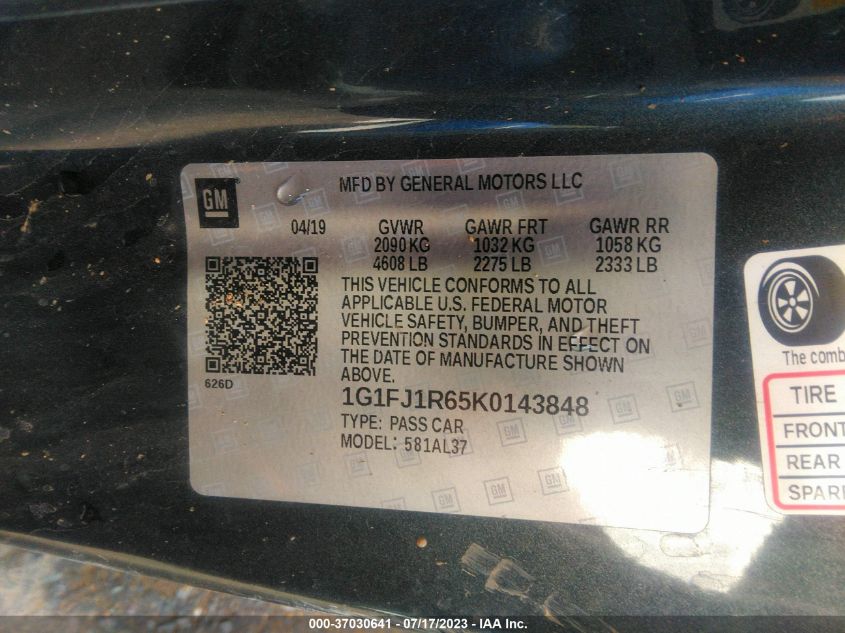 GM
MFD BY GENERAL MOTORS LLC
04/19 GVWR GAWR FRT GAWR RR
2090 KG 1032 KG 1058 KG
4608 LB 2275 LB 2333 LB
THIS VEHICLE CONFORMS TO ALL
APPLICABLE U.S. FEDERAL MOTOR
VEHICLE SAFETY, BUMPER, AND THEFT
PREVENTION STANDARDS IN EFFECT ON
THE DATE OF MANUFACTURE SHOWN
ABOVE.
626D
1G1FJ1R65K0143848
TYPE: PASS CAR
MODEL: 581AL37
The comb
TIRE
FRONT
REAR
SPAR
000-37030641 - 07/17/2023 - IAA Inc.